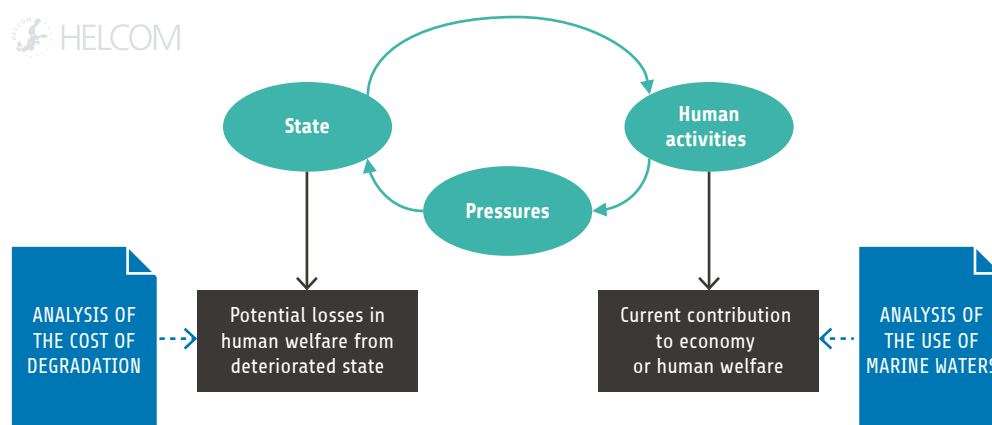 HELCOM
HELCOM
State
Human
activities
Pressures
ANALYSIS OF
THE COST OF
DEGRADATION
Potential losses in
human welfare from
deteriorated state
Current contribution
to economy
or human welfare
ANALYSIS OF
THE USE OF
MARINE WATERS